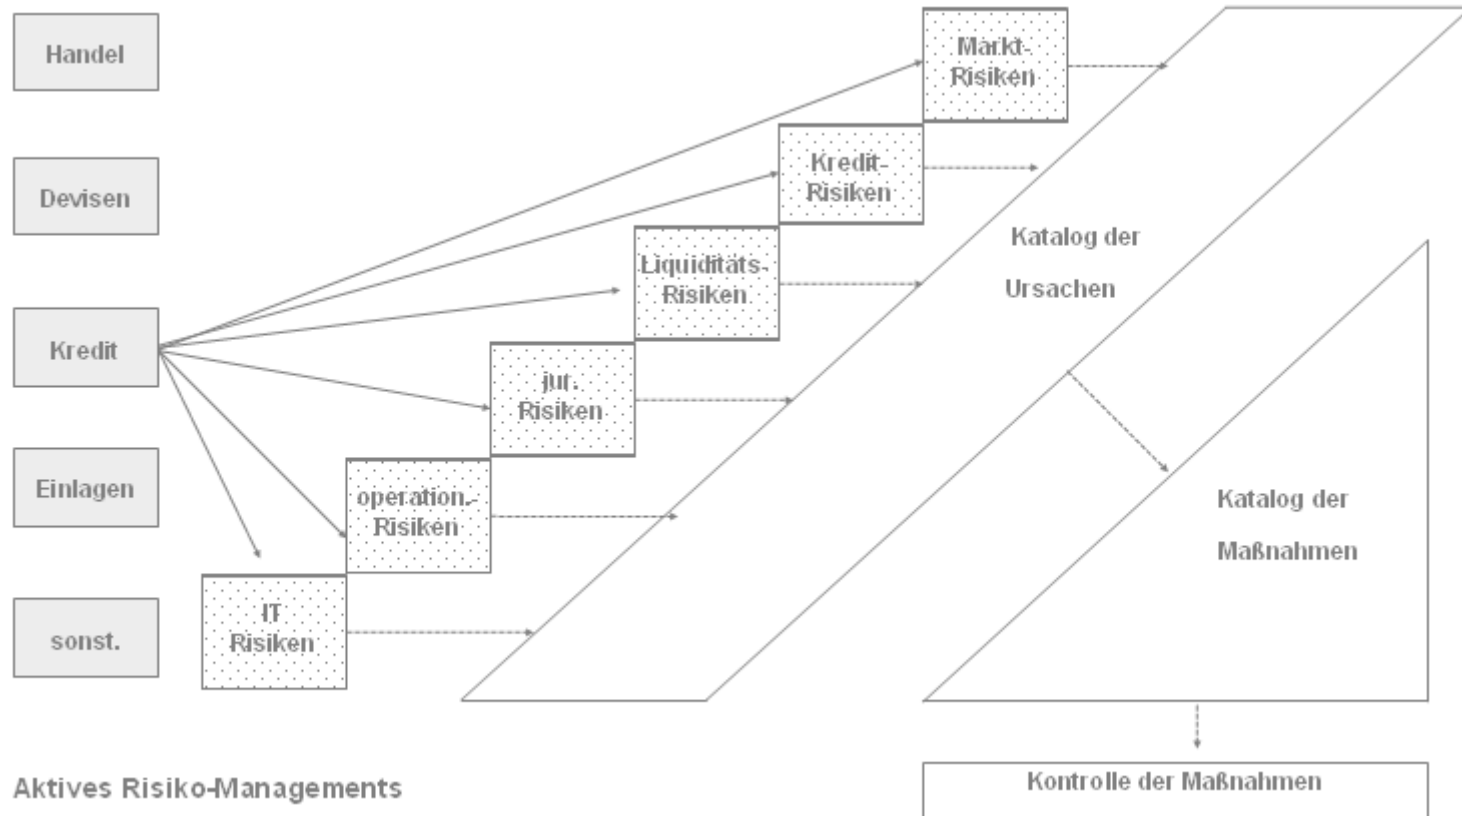 Handel
Devisen
Kredit
Einlagen
sonst.
Markt-
Risiken
Kredit-
Risiken
Liquiditäts-
Risiken
jur.
Risiken
operation.-
Risiken
IT
Risiken
Katalog der
Ursachen
Katalog der
Maßnahmen
Kontrolle der Maßnahmen
Aktives Risiko-Managements